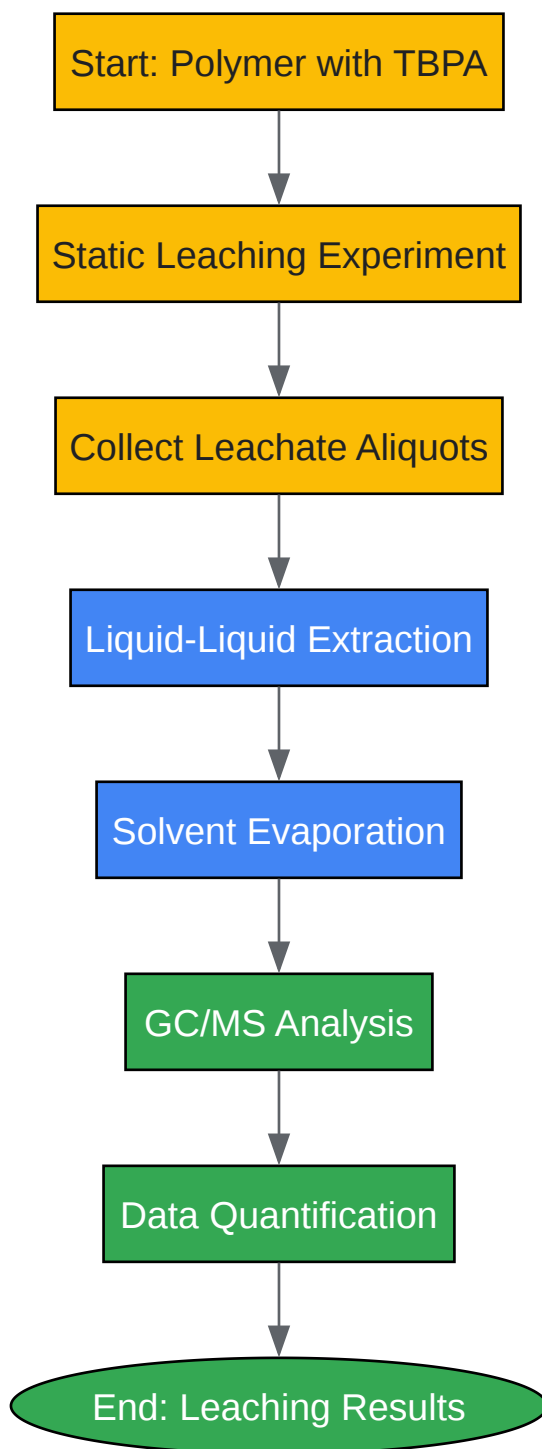 Start: Polymer with TBPA
Static Leaching Experiment
Collect Leachate Aliquots
Liquid-Liquid Extraction
Solvent Evaporation
GC/MS Analysis
Data Quantification
End: Leaching Results